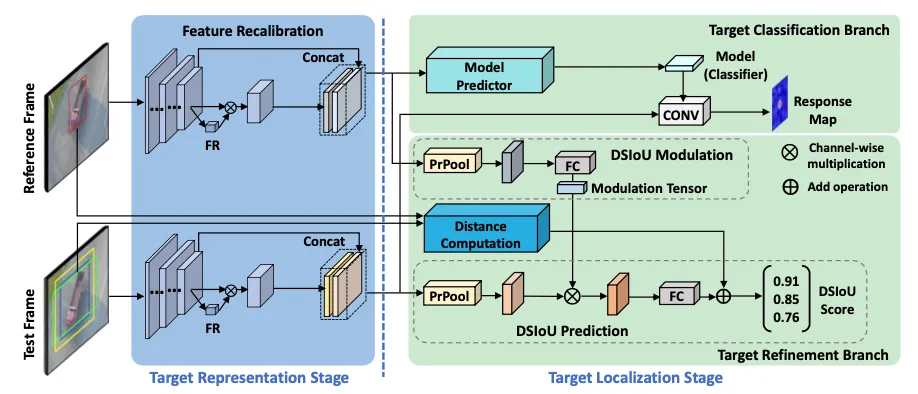 Feature Recalibration
Concat
FR
Reference Frame
Concat
FR
Test Frame
Target Representation Stage
Target Classification Branch
Model
Predictor
Model
(Classifier)
CONV
Response
Map
PrPool
FC
DSIoU Modulation
Modulation Tensor
Channel-wise
multiplication
Add operation
Distance
Computation
PrPool
FC
DSIoU Prediction
0.91
0.85
0.76
DSIoU
Score
Target Refinement Branch
Target Localization Stage